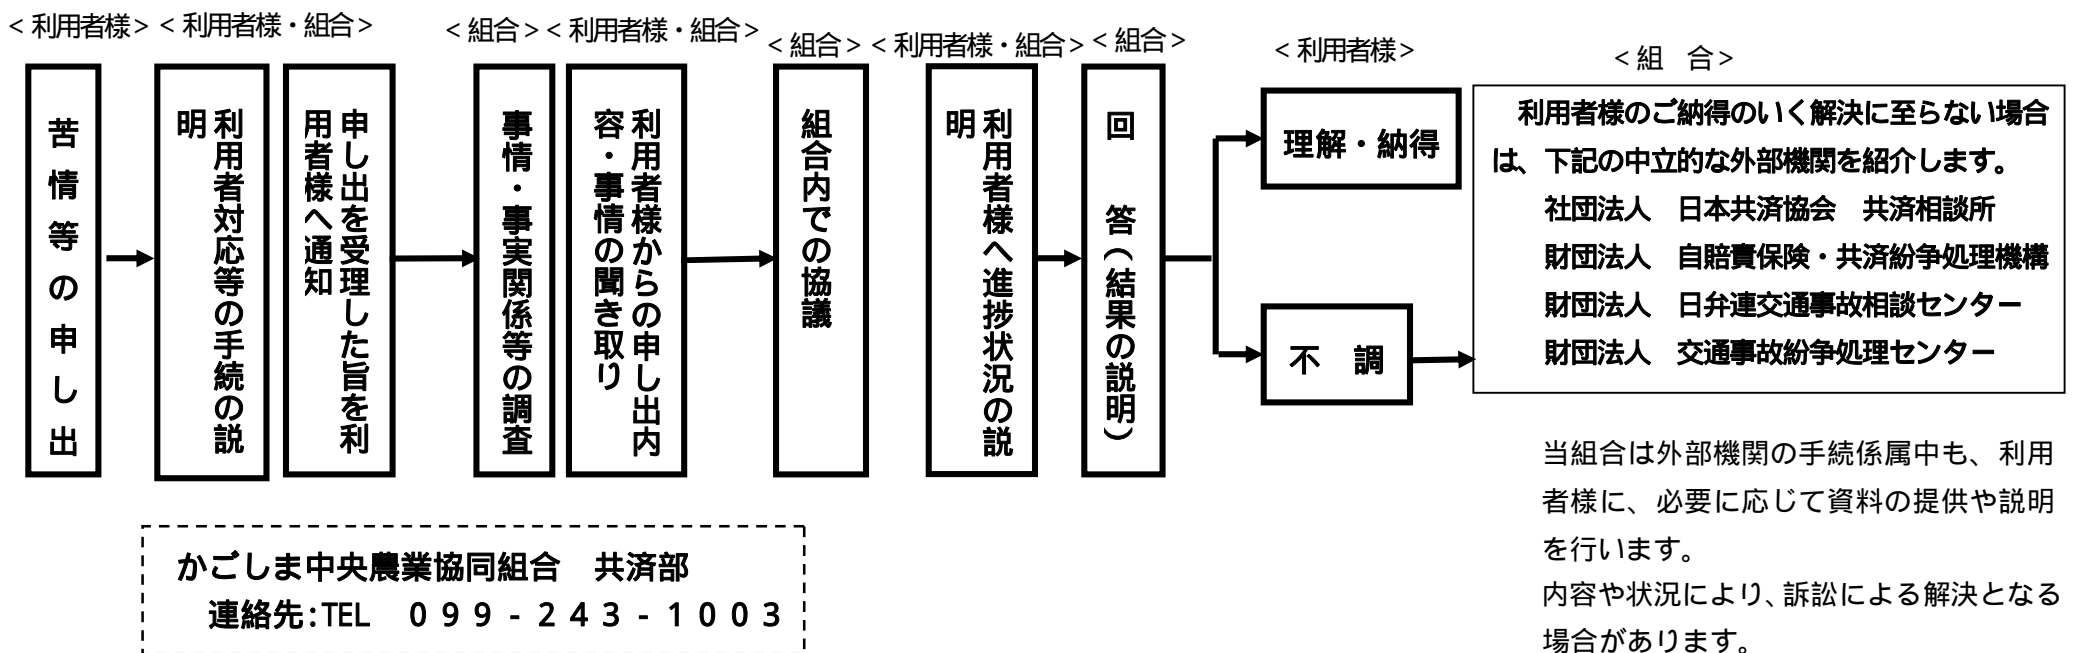 ＜利用者様＞
＜利用者様・組合＞
＜組合＞
＜利用者様・組合＞
＜組合＞
＜利用者様・組合＞
＜組合＞
＜利用者様＞
＜組　合＞
苦情等の申し出
利用者対応等の手続の説
明
申し出を受理した旨を利
用者様へ通知
事情・事実関係等の調査
利用者様からの申し出内
容・事情の聞き取り
組合内での協議
利用者様へ進捗状況の説
明
回　答（結果の説明）
理解・納得
不　調
利用者様のご納得のいく解決に至らない場合
は、下記の中立的な外部機関を紹介します。
社団法人　日本共済協会　共済相談所
財団法人　自賠責保険・共済紛争処理機構
財団法人　日弁連交通事故相談センター
財団法人　交通事故紛争処理センター
当組合は外部機関の手続係属中も、利用
者様に、必要に応じて資料の提供や説明
を行います。
内容や状況により、訴訟による解決となる
場合があります。
かごしま中央農業協同組合　共済部
連絡先:TEL　０９９-２４３-１００３